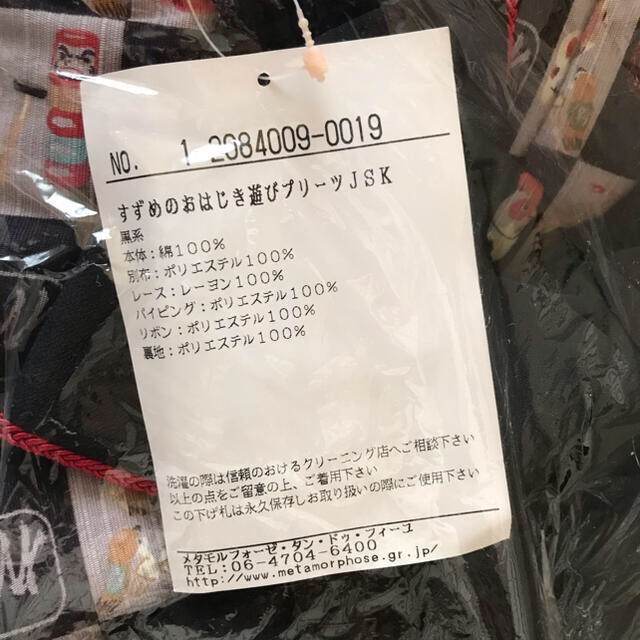 NO. 1-2684009-0019
すずめのおはじき遊びプリーツJSK
黒系
本体：綿100％
別布：ポリエステル100％
レース：レーヨン100％
パイピング：ポリエステル100％
リボン：ポリエステル100％
裏地：ポリエステル100％
洗濯の際は信頼のおけるクリーニング店へご相談下さい
以上の点をご留意の上、ご着用下さい
この下げ札は永久保存しお取り扱いの際にご使用下さい
メタモルフォーゼ・タン・ドゥ・フィーユ
TEL:06-4704-6400
http://www.metamorphose.gr.jp/